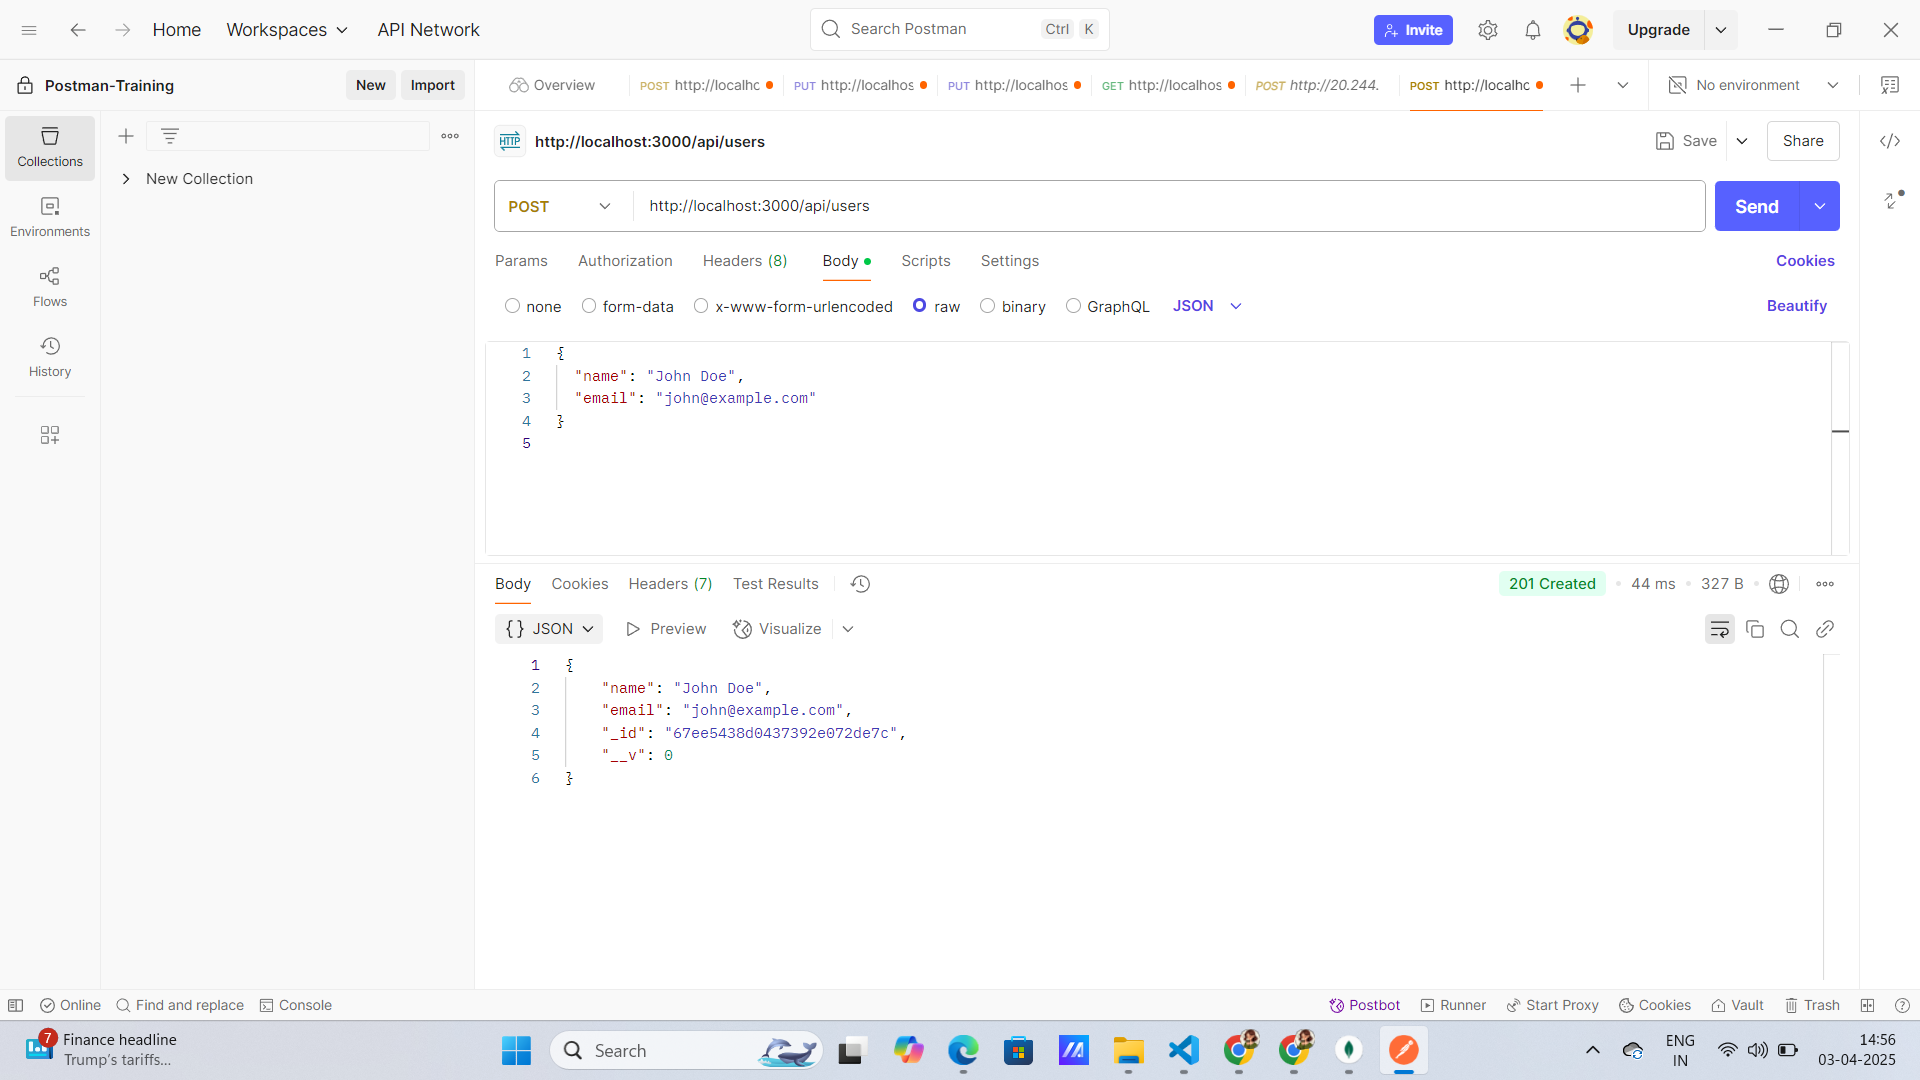 Home Workspaces API Network Search Postman Ctrl K Invite Upgrade
Postman-Training New Import Overview POST http://localhc PUT http://localhos PUT http://localhos GET http://localhos POST http://20.244. POST http://localhc No environment
HTTP http://localhost:3000/api/users Save Share
Collections
New Collection
Environments
Flows
History
POST http://localhost:3000/api/users Send
Params Authorization Headers (8) Body Scripts Settings Cookies
none form-data x-www-form-urlencoded raw binary GraphQL JSON Beautify
1 {
2 "name": "John Doe",
3 "email": "john@example.com"
4 }
5
Body Cookies Headers (7) Test Results 201 Created 44 ms 327 B
{} JSON Preview Visualize
1 {
2 "name": "John Doe",
3 "email": "john@example.com",
4 "_id": "67ee5438d0437392e072de7c",
5 "__v": 0
6 }
Online Find and replace Console Postbot Runner Start Proxy Cookies Vault Trash
7 Finance headline
Trump's tariffs...
Search
ENG
IN
14:56
03-04-2025